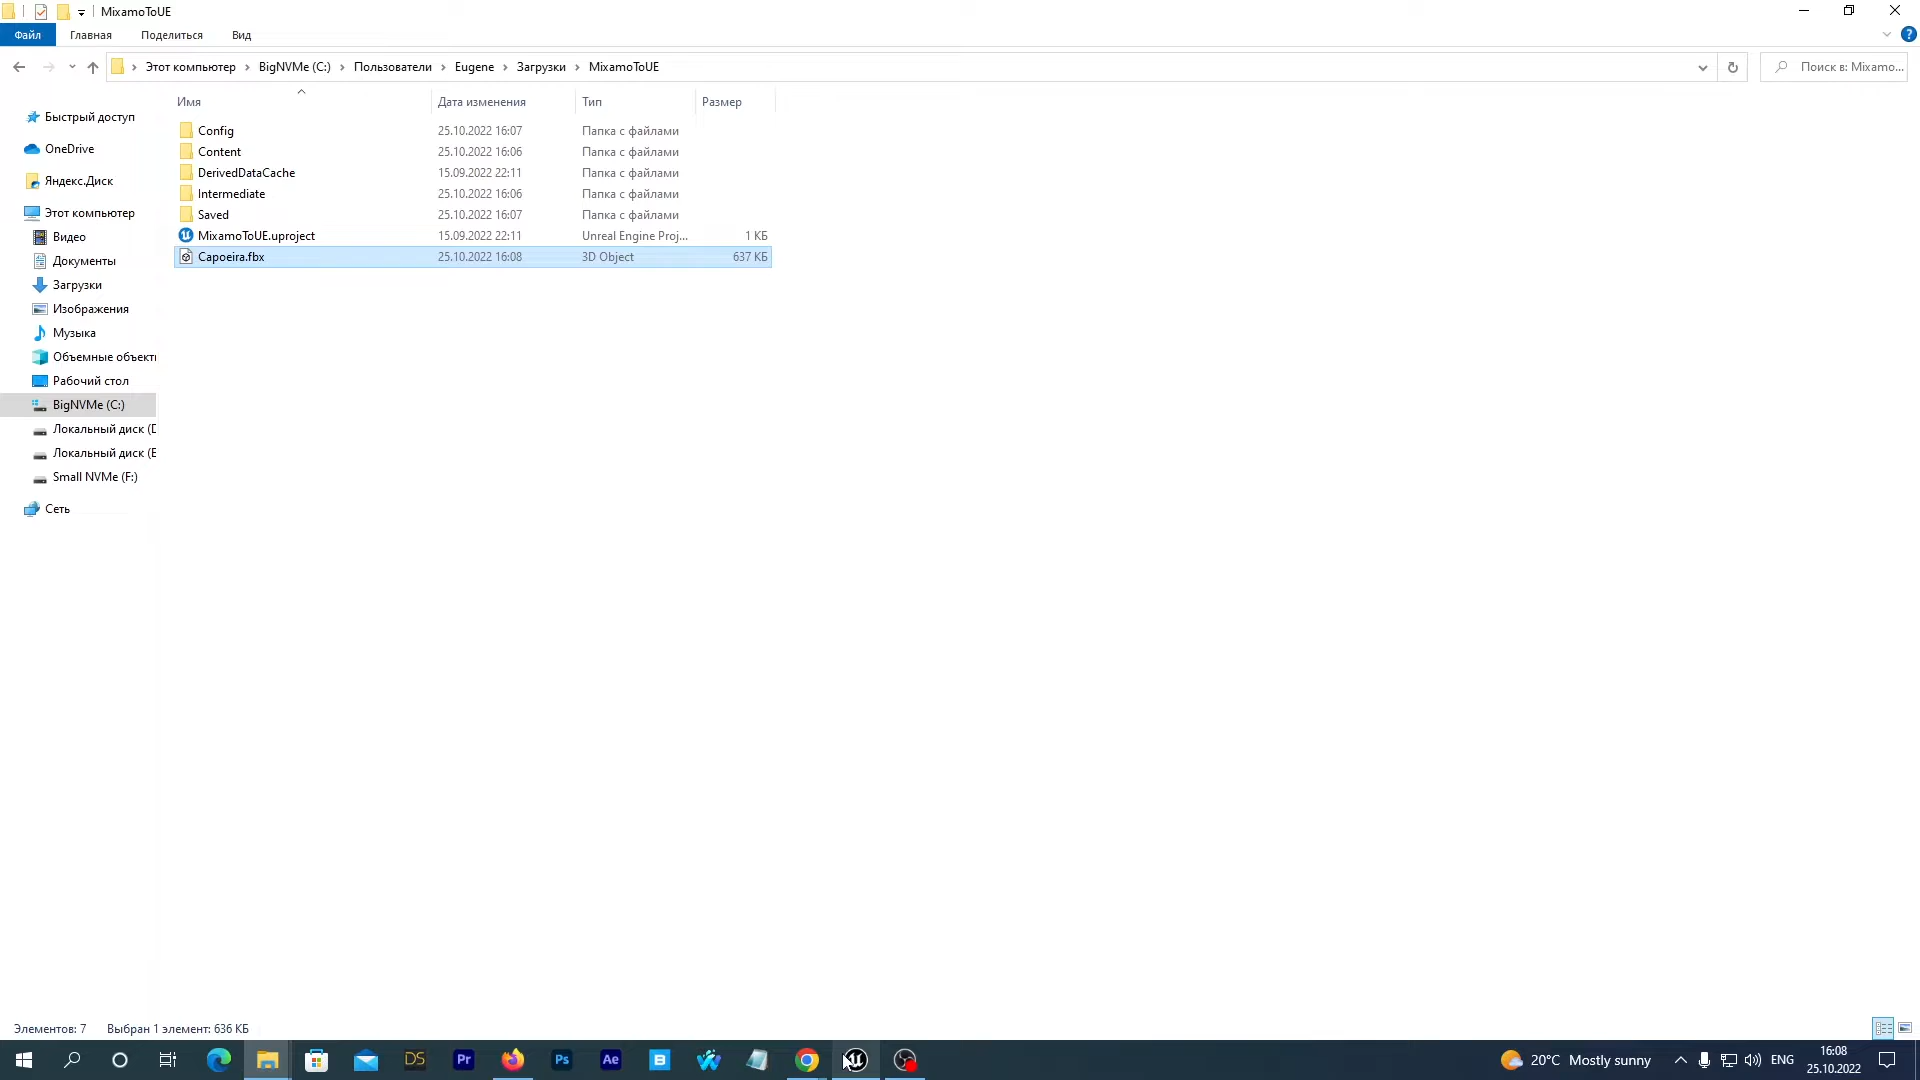 MixamoToUE
Файл Главная Поделиться Вид
Этот компьютер BigNVMe (C:) Пользователи Eugene Загрузки MixamoToUE
Поиск в: Mixamo...
Имя Дата изменения Тип Размер
Config 25.10.2022 16:07 Папка с файлами
Content 25.10.2022 16:06 Папка с файлами
DerivedDataCache 15.09.2022 22:11 Папка с файлами
Intermediate 25.10.2022 16:06 Папка с файлами
Saved 25.10.2022 16:07 Папка с файлами
MixamoToUE.uproject 15.09.2022 22:11 Unreal Engine Proj... 1 КБ
Capoeira.fbx 25.10.2022 16:08 3D Object 637 КБ
Быстрый доступ
OneDrive
Яндекс.Диск
Этот компьютер
Видео
Документы
Загрузки
Изображения
Музыка
Объемные объекты
Рабочий стол
BigNVMe (C:)
Локальный диск (D
Локальный диск (E
Small NVMe (F:)
Сеть
Элементов: 7 Выбран 1 элемент: 636 КБ
DS Pr Ps Ae
20°C Mostly sunny ENG
16:08
25.10.2022